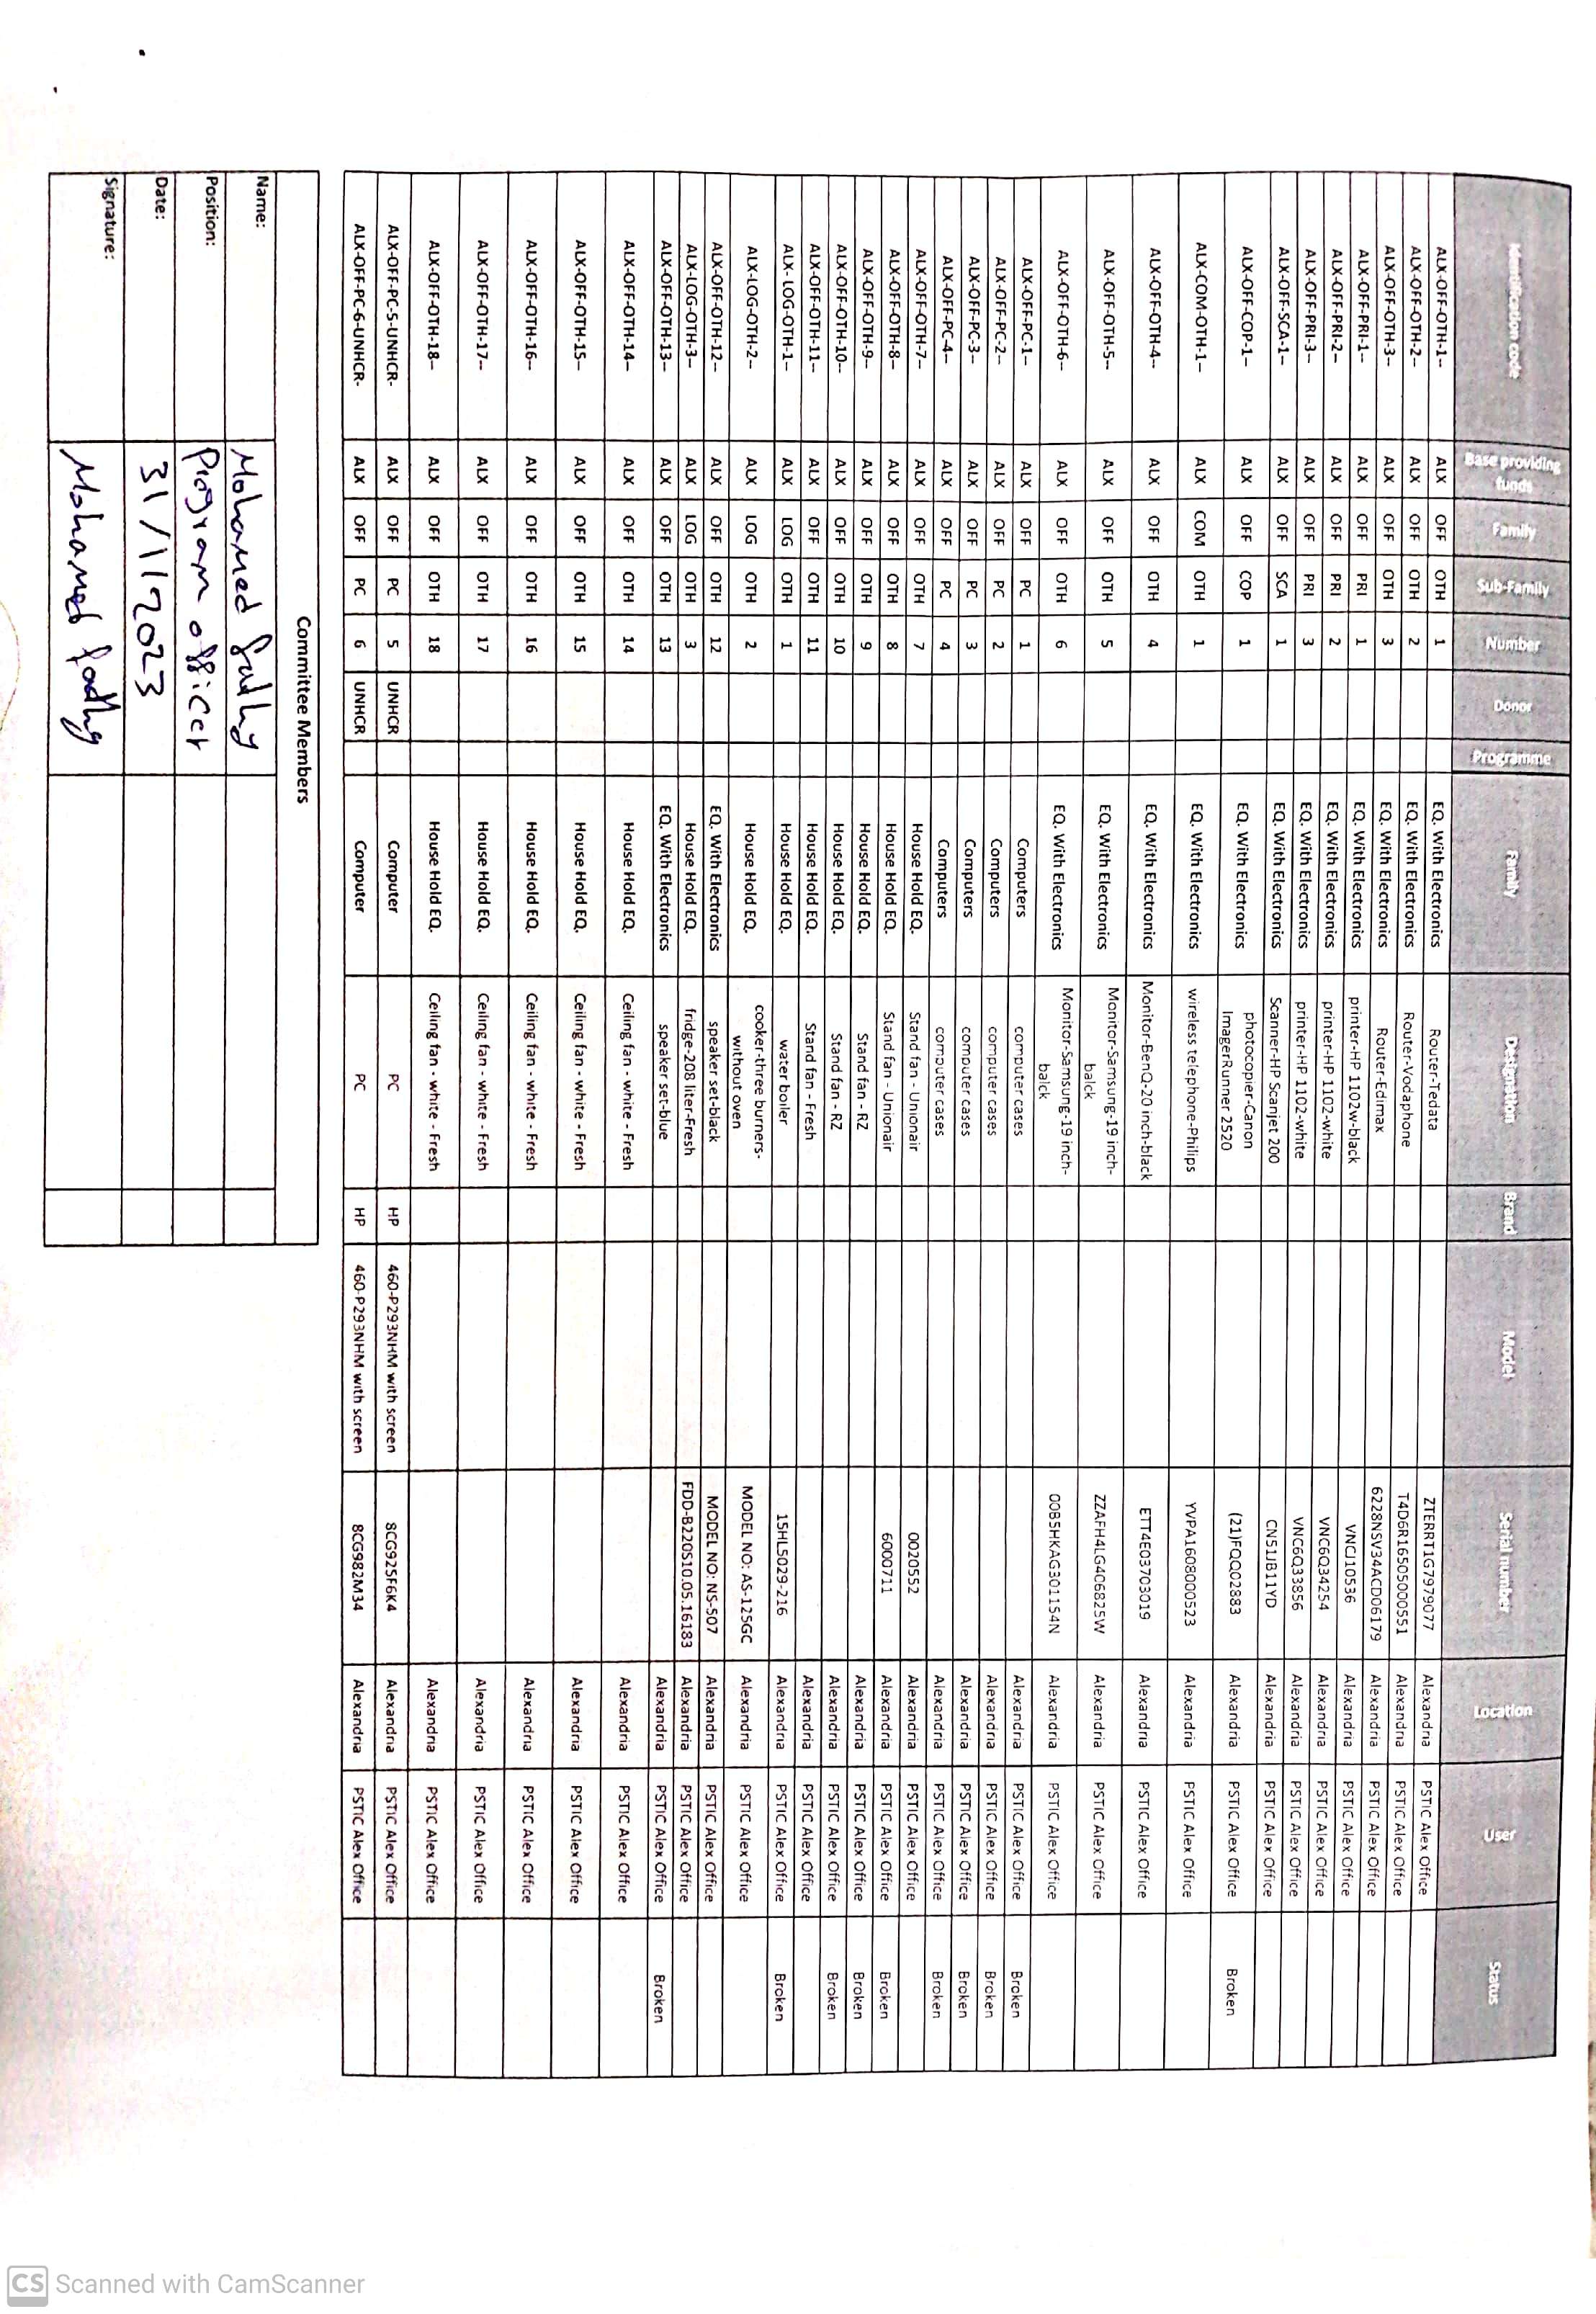 Identification code Base providing funds Family Sub-Family Number Donor Programme Family Designation Brand Model Serial number Location User Status
ALX-OFF-OTH-1-- ALX OFF OTH 1 EQ. With Electronics Router-Tedata ZTERRT1G7979077 Alexandria PSTIC Alex Office
ALX-OFF-OTH-2-- ALX OFF OTH 2 EQ. With Electronics Router-Vodaphone T4D6R16505000551 Alexandria PSTIC Alex Office
ALX-OFF-OTH-3-- ALX OFF OTH 3 EQ. With Electronics Router-Edimax 6228NSV34ACD06179 Alexandria PSTIC Alex Office
ALX-OFF-PRI-1-- ALX OFF PRI 1 EQ. With Electronics printer-HP 1102w-black VNCJ10536 Alexandria PSTIC Alex Office
ALX-OFF-PRI-2-- ALX OFF PRI 2 EQ. With Electronics printer-HP 1102-white VNC6Q34254 Alexandria PSTIC Alex Office
ALX-OFF-PRI-3-- ALX OFF PRI 3 EQ. With Electronics printer-HP 1102-white VNC6Q33856 Alexandria PSTIC Alex Office
ALX-OFF-SCA-1-- ALX OFF SCA 1 EQ. With Electronics Scanner-HP Scanjet 200 CN51JB11YD Alexandria PSTIC Alex Office
ALX-OFF-COP-1-- ALX OFF COP 1 EQ. With Electronics photocopier-Canon ImagerRunner 2520 (21)FQQ02883 Alexandria PSTIC Alex Office Broken
ALX-COM-OTH-1-- ALX COM OTH 1 EQ. With Electronics wireless telephone-Philips YVPA1608000523 Alexandria PSTIC Alex Office
ALX-OFF-OTH-4-- ALX OFF OTH 4 EQ. With Electronics Monitor-BenQ-20 inch-black ETT4E03703019 Alexandria PSTIC Alex Office
ALX-OFF-OTH-5-- ALX OFF OTH 5 EQ. With Electronics Monitor-Samsung-19 inch-balck ZZAFH4LG406825W Alexandria PSTIC Alex Office
ALX-OFF-OTH-6-- ALX OFF OTH 6 EQ. With Electronics Monitor-Samsung-19 inch-balck 00B5HKAG301154N Alexandria PSTIC Alex Office
ALX-OFF-PC-1-- ALX OFF PC 1 Computers computer cases Alexandria PSTIC Alex Office Broken
ALX-OFF-PC-2-- ALX OFF PC 2 Computers computer cases Alexandria PSTIC Alex Office Broken
ALX-OFF-PC-3-- ALX OFF PC 3 Computers computer cases Alexandria PSTIC Alex Office Broken
ALX-OFF-PC-4-- ALX OFF PC 4 Computers computer cases Alexandria PSTIC Alex Office Broken
ALX-OFF-OTH-7-- ALX OFF OTH 7 House Hold EQ. Stand fan - Unionair 0020552 Alexandria PSTIC Alex Office
ALX-OFF-OTH-8-- ALX OFF OTH 8 House Hold EQ. Stand fan - Unionair 6000711 Alexandria PSTIC Alex Office Broken
ALX-OFF-OTH-9-- ALX OFF OTH 9 House Hold EQ. Stand fan - RZ Alexandria PSTIC Alex Office Broken
ALX-OFF-OTH-10-- ALX OFF OTH 10 House Hold EQ. Stand fan - RZ Alexandria PSTIC Alex Office Broken
ALX-OFF-OTH-11-- ALX OFF OTH 11 House Hold EQ. Stand fan - Fresh Alexandria PSTIC Alex Office
ALX- LOG-OTH-1-- ALX LOG OTH 1 House Hold EQ. water boiler 15HL5029-216 Alexandria PSTIC Alex Office Broken
ALX-LOG-OTH-2-- ALX LOG OTH 2 House Hold EQ. cooker-three burners-without oven MODEL NO: AS-125GC Alexandria PSTIC Alex Office
ALX-OFF-OTH-12-- ALX OFF OTH 12 EQ. With Electronics speaker set-black MODEL NO: NS-507 Alexandria PSTIC Alex Office
ALX-LOG-OTH-3-- ALX LOG OTH 3 House Hold EQ. fridge-208 liter-Fresh FDD-B220S10.05.16183 Alexandria PSTIC Alex Office
ALX-OFF-OTH-13-- ALX OFF OTH 13 EQ. With Electronics speaker set-blue Alexandria PSTIC Alex Office Broken
ALX-OFF-OTH-14-- ALX OFF OTH 14 House Hold EQ. Ceiling fan - white - Fresh Alexandria PSTIC Alex Office
ALX-OFF-OTH-15-- ALX OFF OTH 15 House Hold EQ. Ceiling fan - white - Fresh Alexandria PSTIC Alex Office
ALX-OFF-OTH-16-- ALX OFF OTH 16 House Hold EQ. Ceiling fan - white - Fresh Alexandria PSTIC Alex Office
ALX-OFF-OTH-17-- ALX OFF OTH 17 House Hold EQ. Ceiling fan - white - Fresh Alexandria PSTIC Alex Office
ALX-OFF-OTH-18-- ALX OFF OTH 18 House Hold EQ. Ceiling fan - white - Fresh Alexandria PSTIC Alex Office
ALX-OFF-PC-5-UNHCR- ALX OFF PC 5 UNHCR Computer PC HP 460-P293NHM with screen 8CG925F6K4 Alexandria PSTIC Alex Office
ALX-OFF-PC-6-UNHCR- ALX OFF PC 6 UNHCR Computer PC HP 460-P293NHM with screen 8CG982M34 Alexandria PSTIC Alex Office
Committee Members
Name: Mohamed fathy
Position: Program officer
Date: 31/1/2023
Signature: Mohamed fathy
CS Scanned with CamScanner